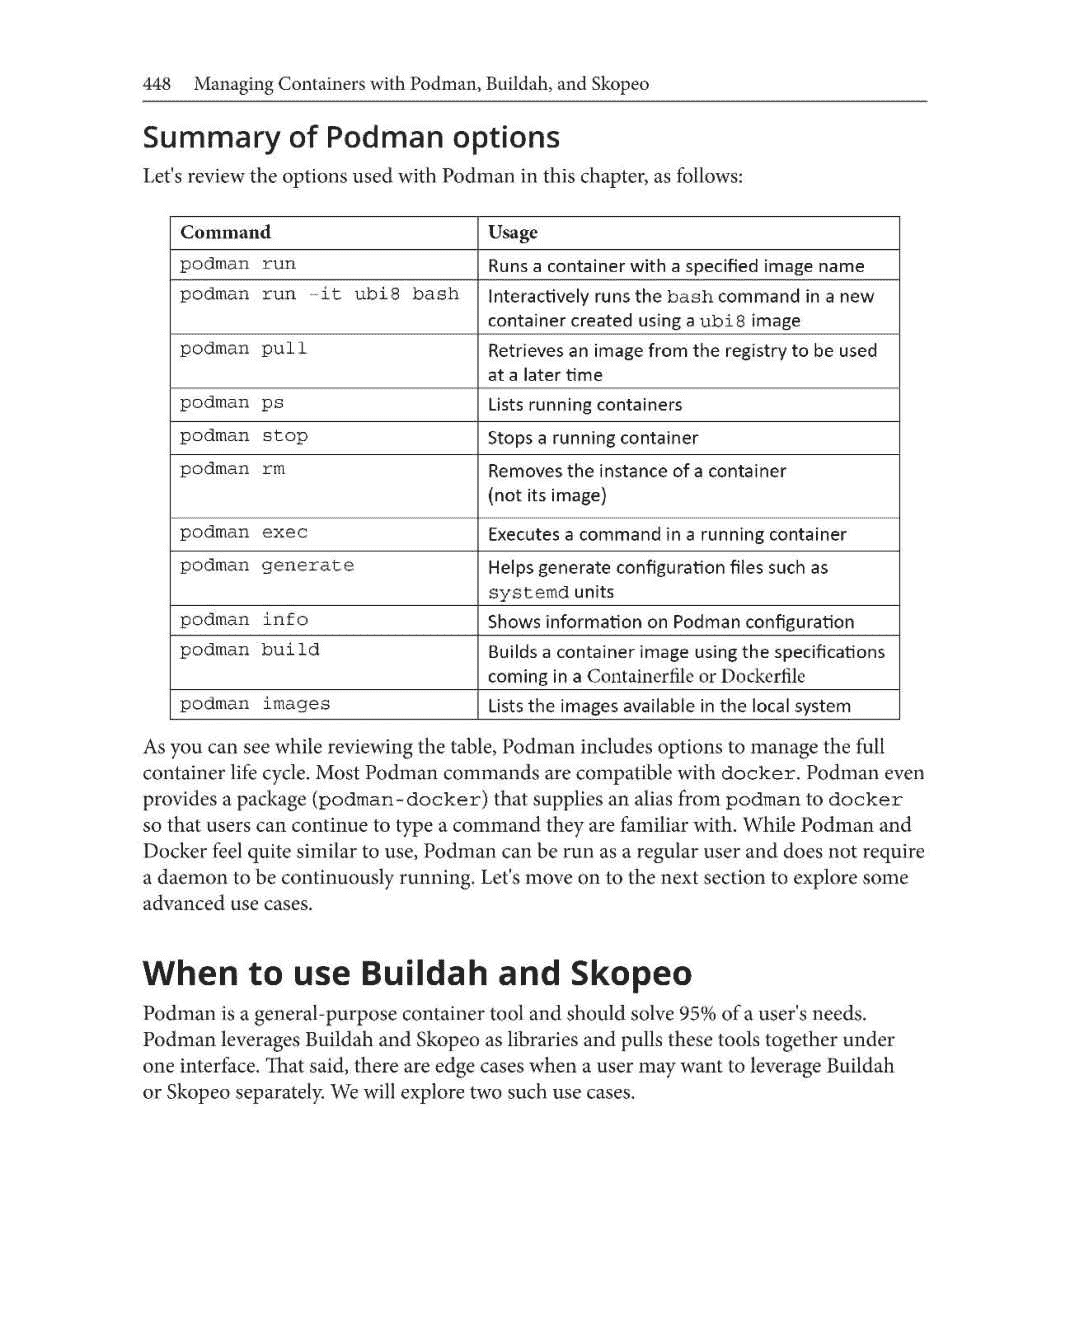 448 Managing Containers with Podman, Buildah, and Skopeo
Summary of Podman options
Let's review the options used with Podman in this chapter, as follows:
Command Usage
podman run Runs a container with a specified image name
podman run -it ubi8 bash Interactively runs the bash command in a new
container created using a ubi8 image
podman pull Retrieves an image from the registry to be used
at a later time
podman ps Lists running containers
podman stop Stops a running container
podman rm Removes the instance of a container
(not its image)
podman exec Executes a command in a running container
podman generate Helps generate configuration files such as
systemd units
podman info Shows information on Podman configuration
podman build Builds a container image using the specifications
coming in a Containerfile or Dockerfile
podman images Lists the images available in the local system
As you can see while reviewing the table, Podman includes options to manage the full
container life cycle. Most Podman commands are compatible with docker. Podman even
provides a package (podman-docker) that supplies an alias from podman to docker
so that users can continue to type a command they are familiar with. While Podman and
Docker feel quite similar to use, Podman can be run as a regular user and does not require
a daemon to be continuously running. Let's move on to the next section to explore some
advanced use cases.
When to use Buildah and Skopeo
Podman is a general-purpose container tool and should solve 95% of a user's needs.
Podman leverages Buildah and Skopeo as libraries and pulls these tools together under
one interface. That said, there are edge cases when a user may want to leverage Buildah
or Skopeo separately. We will explore two such use cases.